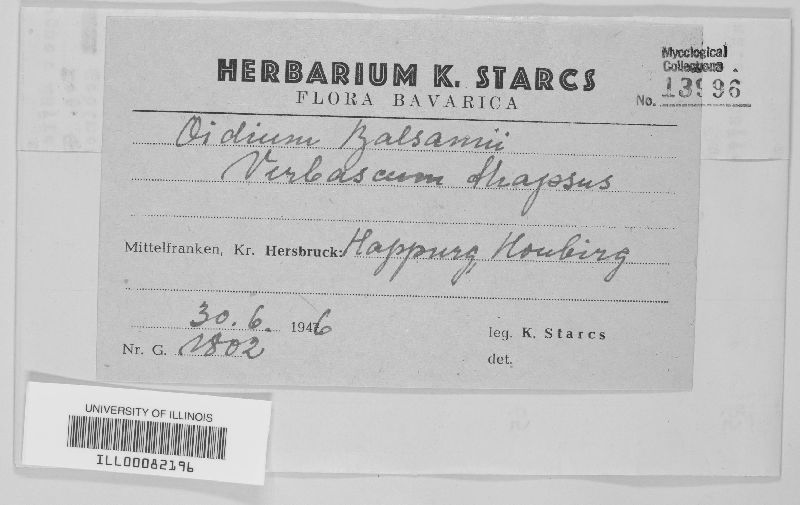 HERBARIUM K. STARCS
FLORA BAVARICA
Mycological
Collections
No. 13996
Oidium Balsamii
Verbascum thapsus
Mittelfranken, Kr. Hersbruck: Happurg, Houbirg
30. 6. 1946
Nr. G. 1802
leg. K. Starcs
det.
UNIVERSITY OF ILLINOIS
ILL00082196